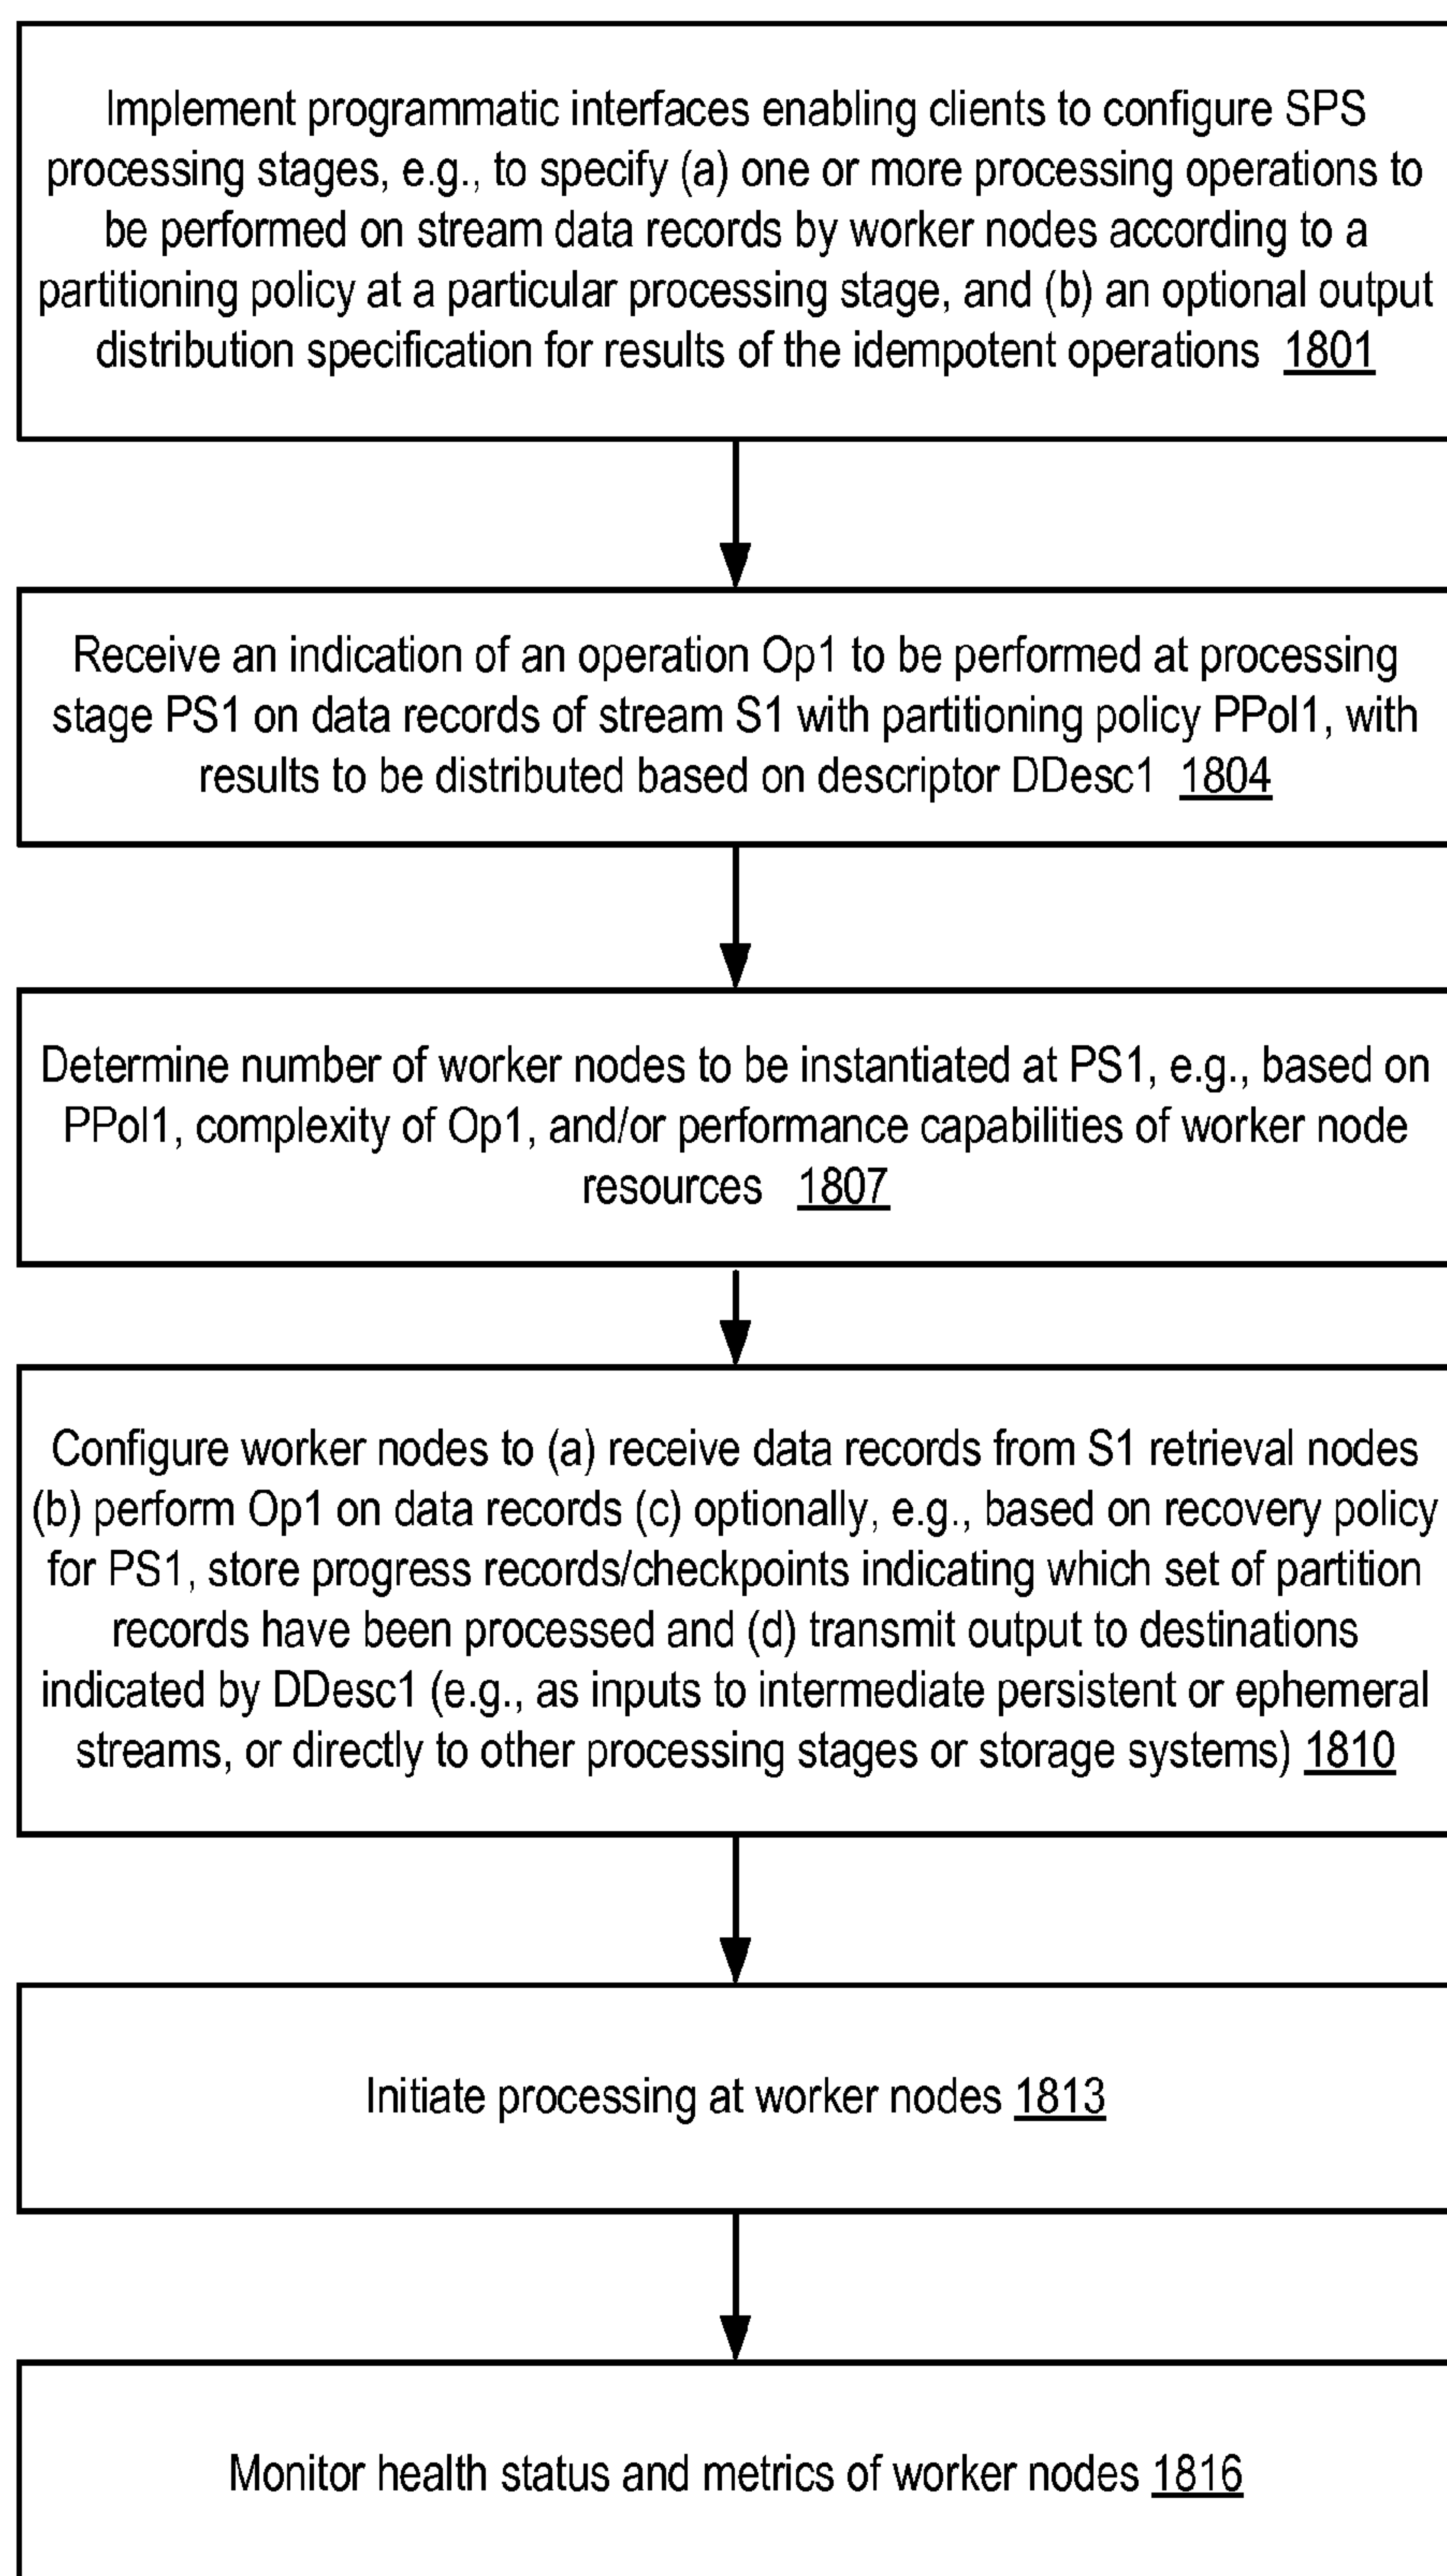 Implement programmatic interfaces enabling clients to configure SPS
processing stages, e.g., to specify (a) one or more processing operations to
be performed on stream data records by worker nodes according to a
partitioning policy at a particular processing stage, and (b) an optional output
distribution specification for results of the idempotent operations 1801
Receive an indication of an operation Op1 to be performed at processing
stage PS1 on data records of stream S1 with partitioning policy PPol1, with
results to be distributed based on descriptor DDesc1 1804
Determine number of worker nodes to be instantiated at PS1, e.g., based on
PPol1, complexity of Op1, and/or performance capabilities of worker node
resources 1807
Configure worker nodes to (a) receive data records from S1 retrieval nodes
(b) perform Op1 on data records (c) optionally, e.g., based on recovery policy
for PS1, store progress records/checkpoints indicating which set of partition
records have been processed and (d) transmit output to destinations
indicated by DDesc1 (e.g., as inputs to intermediate persistent or ephemeral
streams, or directly to other processing stages or storage systems) 1810
Initiate processing at worker nodes 1813
Monitor health status and metrics of worker nodes 1816